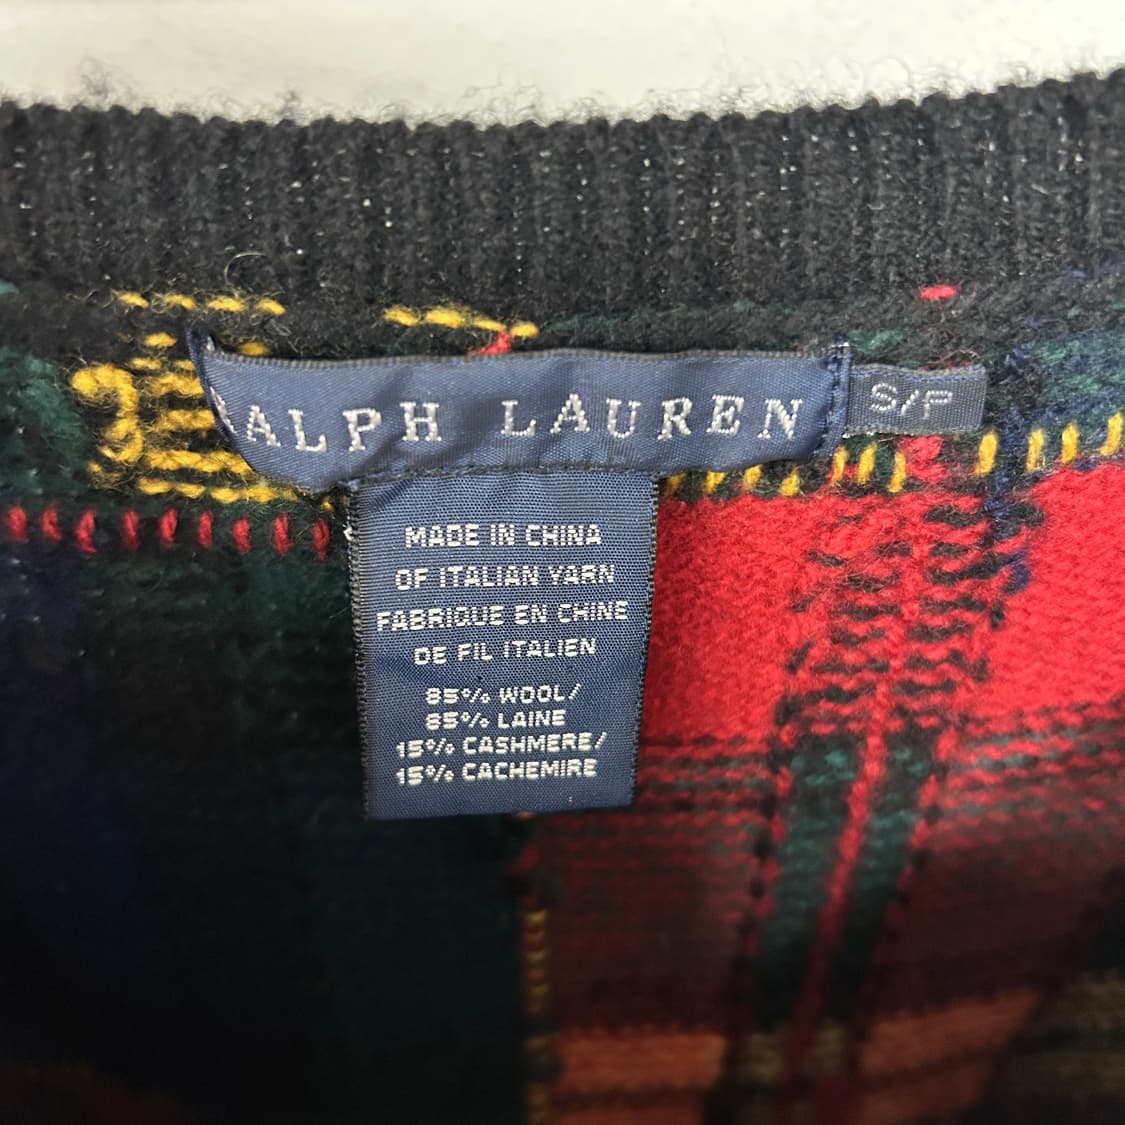 RALPH LAUREN
S/P
MADE IN CHINA
OF ITALIAN YARN
FABRIQUE EN CHINE
DE FIL ITALIEN
85% WOOL/
85% LAINE
15% CASHMERE/
15% CACHEMIRE